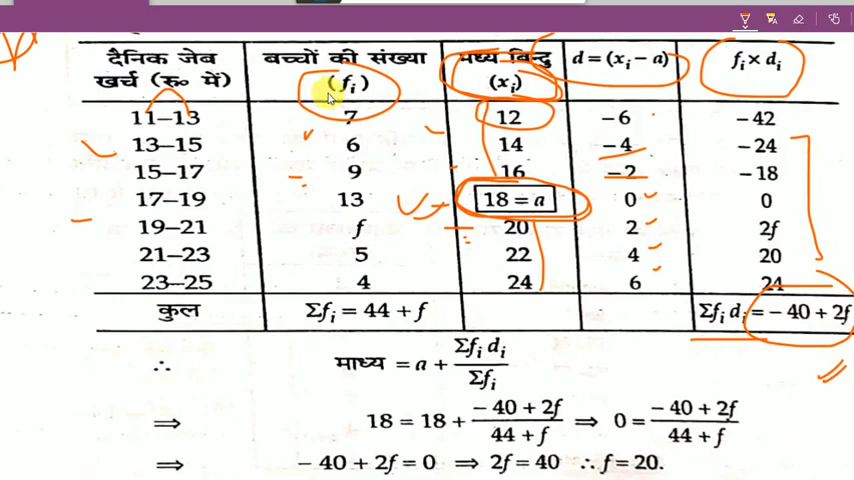 दैनिक जेब खर्च (रु० में) बच्चों की संख्या (fᵢ) मध्य बिन्दु (xᵢ) d = (xᵢ – a) fᵢ × dᵢ
11–13 7 12 –6 –42
13–15 6 14 –4 –24
15–17 9 16 –2 –18
17–19 13 18 = a 0 0
19–21 f 20 2 2f
21–23 5 22 4 20
23–25 4 24 6 24
कुल Σfᵢ = 44 + f Σfᵢ dᵢ = – 40 + 2f
∴ माध्य = a + Σfᵢ dᵢ / Σfᵢ
⇒ 18 = 18 + (– 40 + 2f) / (44 + f) ⇒ 0 = (– 40 + 2f) / (44 + f)
⇒ – 40 + 2f = 0 ⇒ 2f = 40 ∴ f = 20.